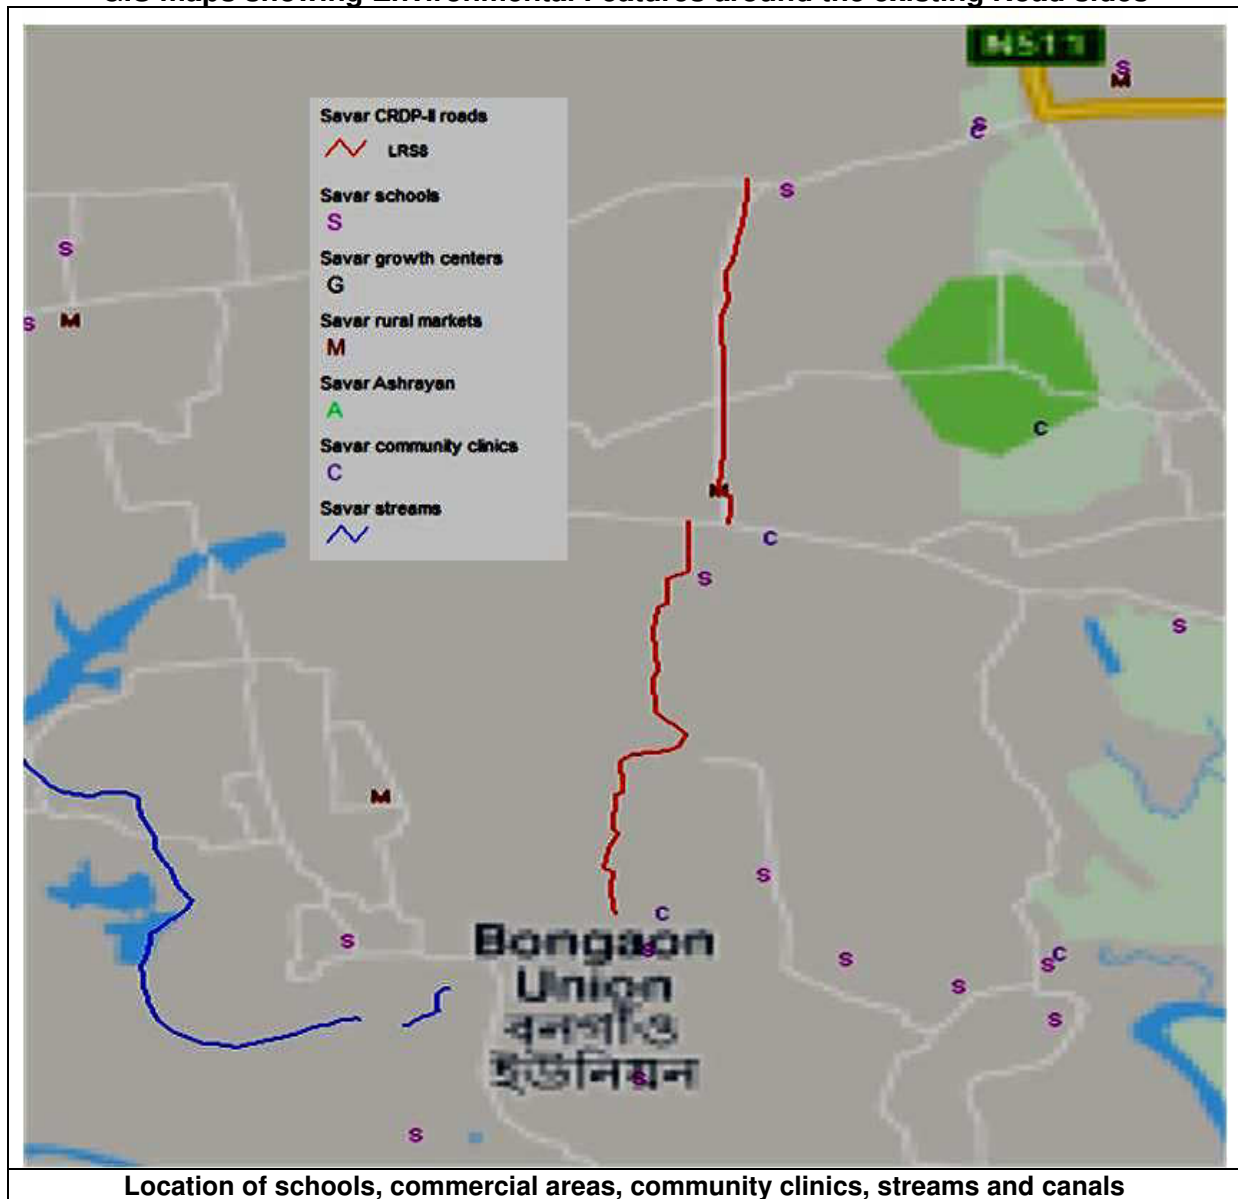 GIS Maps showing Environmental Features around the existing Road sides
N511
S
M
S
C
Savar CRDP-II roads
LRS8
Savar schools
S
Savar growth centers
G
Savar rural markets
M
Savar Ashrayan
A
Savar community clinics
C
Savar streams
S
S
S
M
C
M
C
S
S
M
S
C
Bongaon
S
Union
বনগাঁও
ইউনিয়ন
S
S
S
S
S
C
S
S
S
Location of schools, commercial areas, community clinics, streams and canals